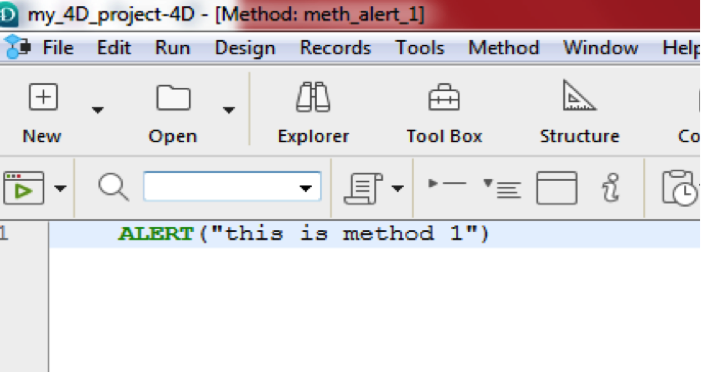 my_4D_project-4D - [Method: meth_alert_1]
File Edit Run Design Records Tools Method Window Help
New Open Explorer Tool Box Structure
1 ALERT("this is method 1")